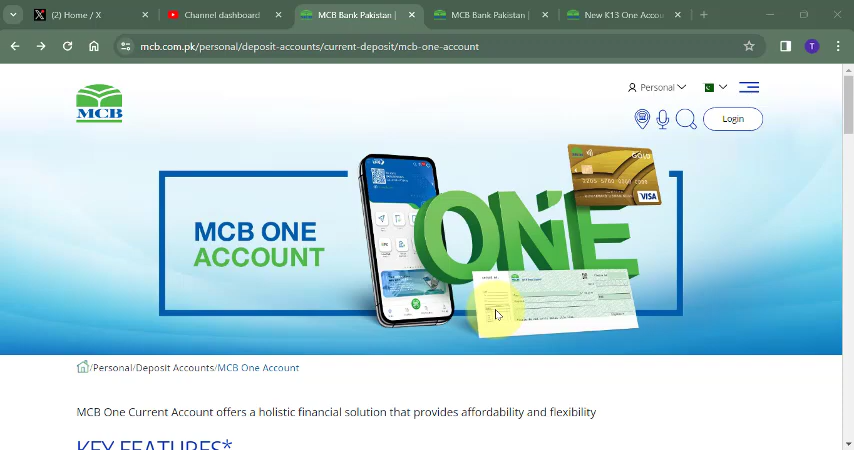 (2) Home / X
Channel dashboard
MCB Bank Pakistan |
MCB Bank Pakistan |
New K13 One Accou
mcb.com.pk/personal/deposit-accounts/current-deposit/mcb-one-account
T
Personal
MCB
Login
MCB ONE
ACCOUNT
ONE
GOLD
VISA
/Personal/Deposit Accounts/MCB One Account
MCB One Current Account offers a holistic financial solution that provides affordability and flexibility
KEY FEATURES*